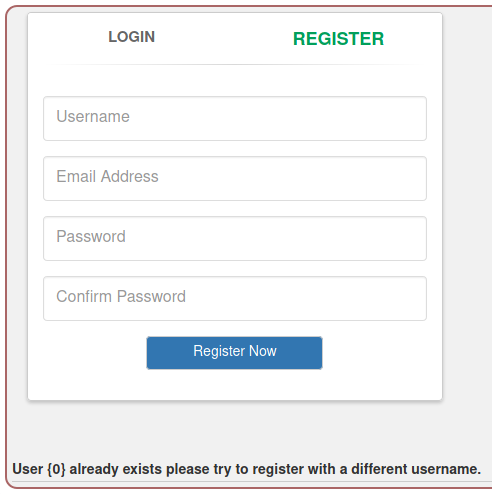 LOGIN REGISTER
Username
Email Address
Password
Confirm Password
Register Now
User {0} already exists please try to register with a different username.